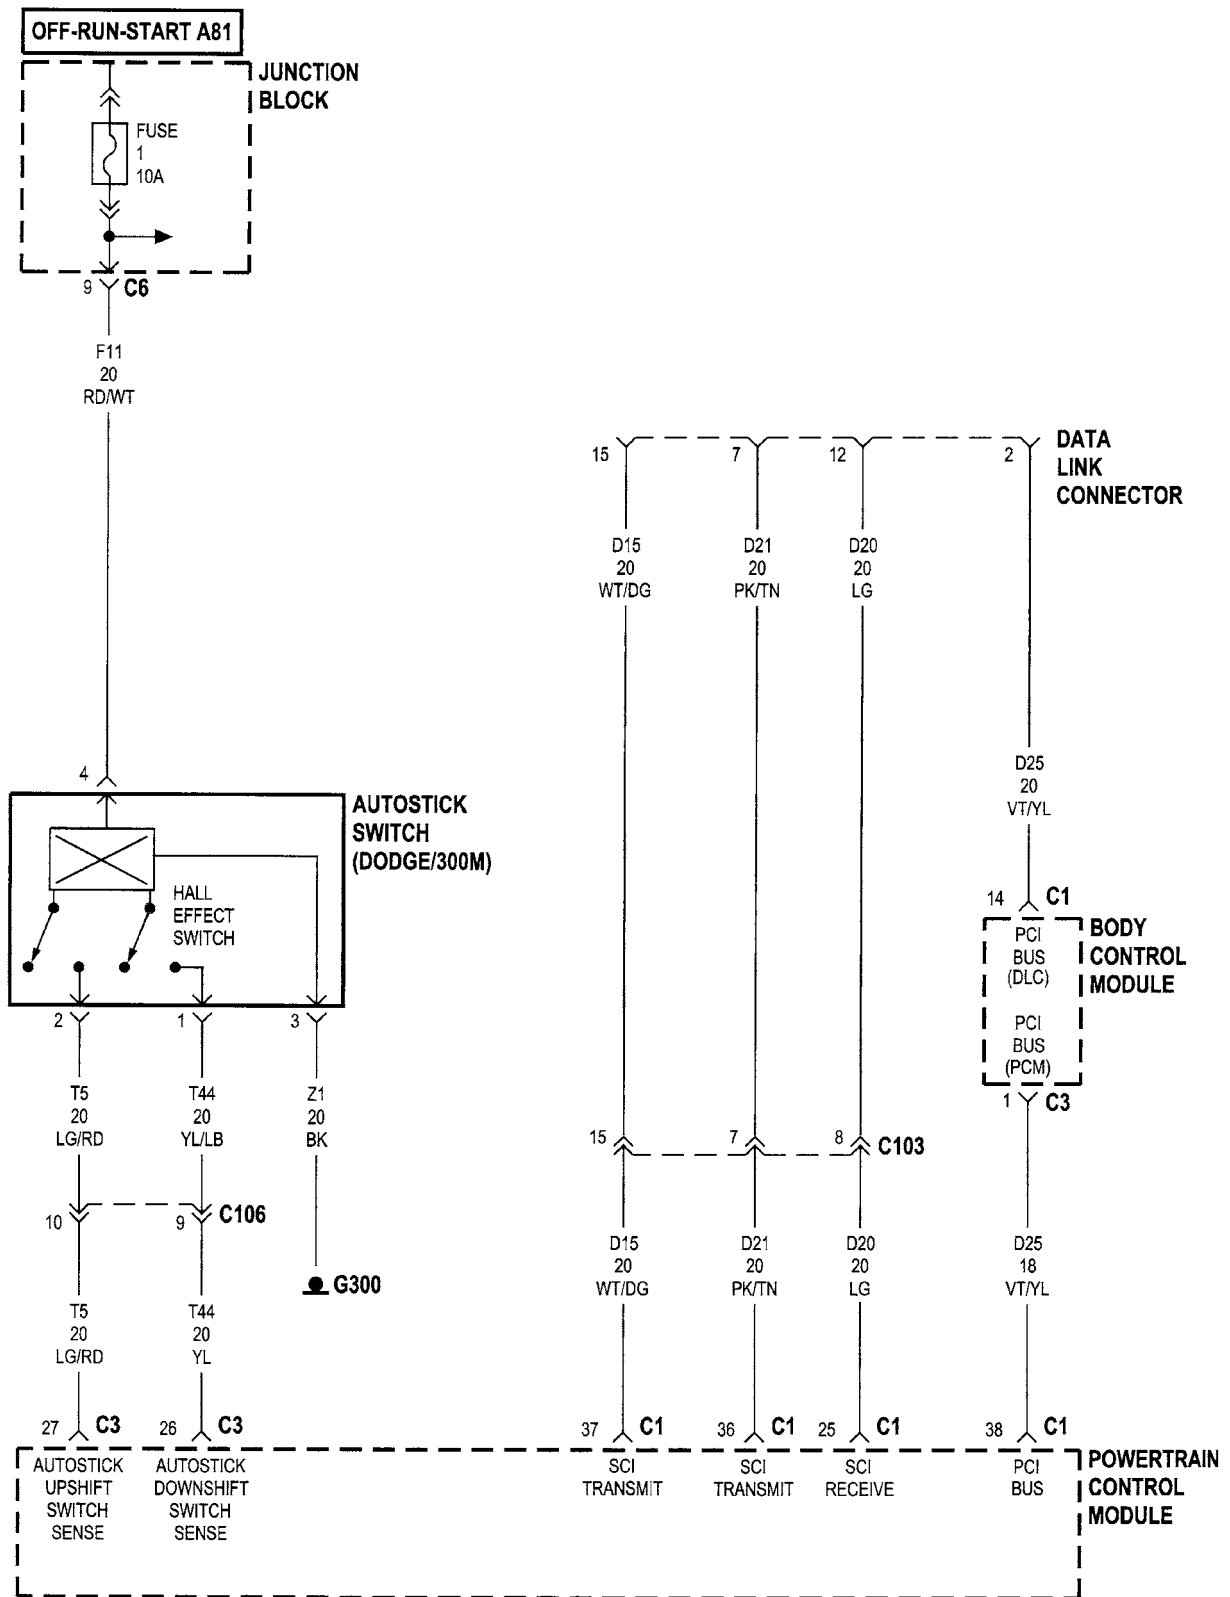 OFF-RUN-START A81
JUNCTION
BLOCK
FUSE
1
10A
9
C6
F11
20
RD/WT
15
7
12
2
DATA
LINK
CONNECTOR
D15
20
WT/DG
D21
20
PK/TN
D20
20
LG
D25
20
VT/YL
4
AUTOSTICK
SWITCH
(DODGE/300M)
HALL
EFFECT
SWITCH
14
C1
PCI
BUS
(DLC)
BODY
CONTROL
MODULE
PCI
BUS
(PCM)
1
C3
2
1
3
T5
20
LG/RD
T44
20
YL/LB
Z1
20
BK
15
7
8
C103
10
9
C106
G300
D15
20
WT/DG
D21
20
PK/TN
D20
20
LG
D25
18
VT/YL
T5
20
LG/RD
T44
20
YL
27
C3
26
C3
37
C1
36
C1
25
C1
38
C1
AUTOSTICK
UPSHIFT
SWITCH
SENSE
AUTOSTICK
DOWNSHIFT
SWITCH
SENSE
SCI
TRANSMIT
SCI
TRANSMIT
SCI
RECEIVE
PCI
BUS
POWERTRAIN
CONTROL
MODULE